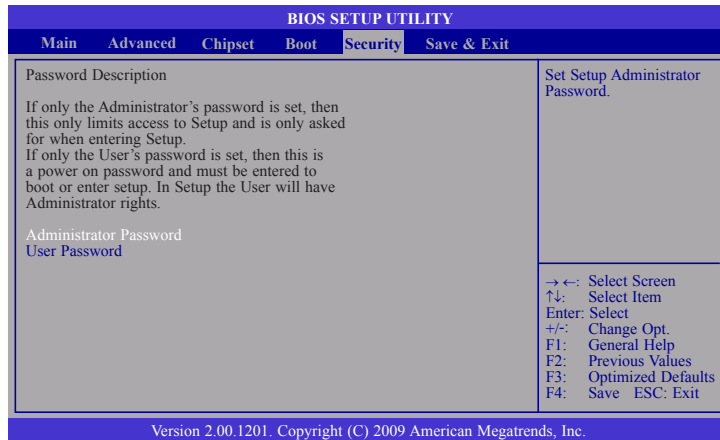 BIOS SETUP UTILITY
Main Advanced Chipset Boot Security Save & Exit
Password Description
If only the Administrator’s password is set, then
this only limits access to Setup and is only asked
for when entering Setup.
If only the User’s password is set, then this is
a power on password and must be entered to
boot or enter setup. In Setup the User will have
Administrator rights.
Administrator Password
User Password
Set Setup Administrator
Password.
→ ←: Select Screen
↑↓: Select Item
Enter: Select
+/-: Change Opt.
F1: General Help
F2: Previous Values
F3: Optimized Defaults
F4: Save ESC: Exit
Version 2.00.1201. Copyright (C) 2009 American Megatrends, Inc.